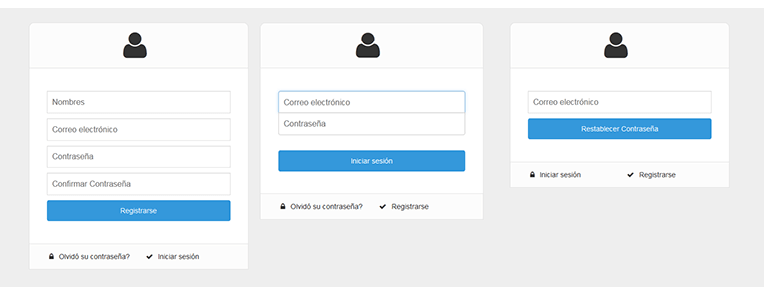 Nombres
Correo electrónico
Contraseña
Confirmar Contraseña
Registrarse
Olvidó su contraseña?
Iniciar sesión
Correo electrónico
Contraseña
Iniciar sesión
Olvidó su contraseña?
Registrarse
Correo electrónico
Restablecer Contraseña
Iniciar sesión
Registrarse